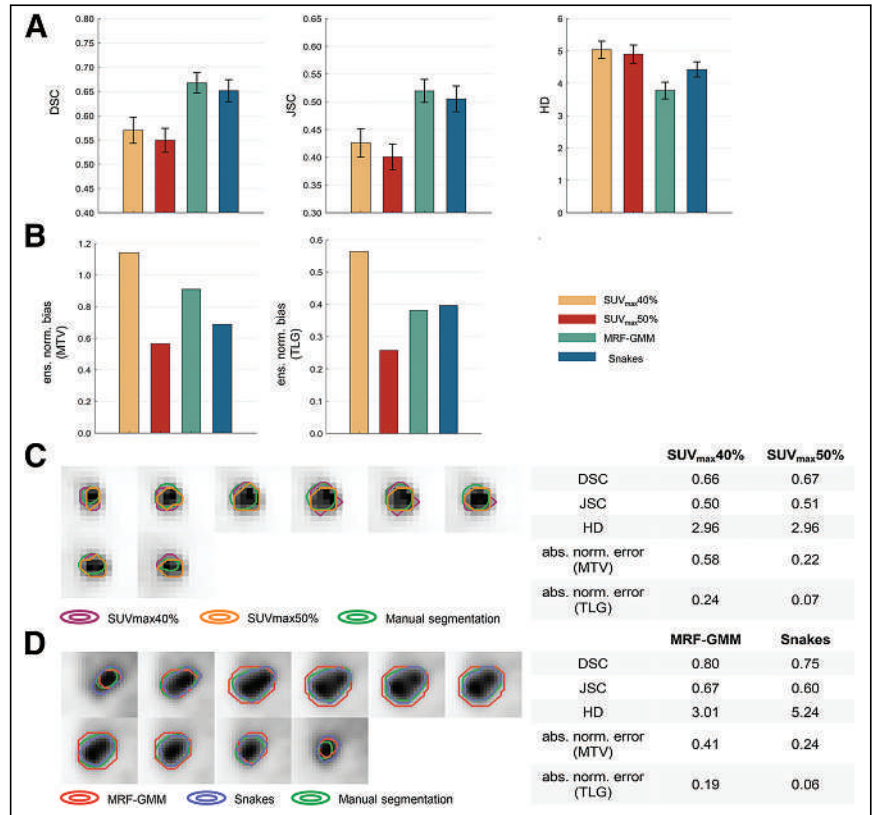 A
0.80
0.75
0.70
0.65
0.60
0.55
0.50
0.45
0.40
DSC
0.65
0.60
0.55
0.50
0.45
0.40
0.35
0.30
JSC
6
5
4
3
2
1
0
HD
B
1.2
1.0
0.8
0.6
0.4
0.2
0.0
ens. norm. bias
(MTV)
0.6
0.5
0.4
0.3
0.2
0.1
0.0
ens. norm. bias
(TLG)
SUVmax40%
SUVmax50%
MRF-GMM
Snakes
C
SUVmax40% SUVmax50%
DSC 0.66 0.67
JSC 0.50 0.51
HD 2.96 2.96
abs. norm. error
(MTV) 0.58 0.22
abs. norm. error
(TLG) 0.24 0.07
SUVmax40% SUVmax50% Manual segmentation
D
MRF-GMM Snakes
DSC 0.80 0.75
JSC 0.67 0.60
HD 3.01 5.24
abs. norm. error
(MTV) 0.41 0.24
abs. norm. error
(TLG) 0.19 0.06
MRF-GMM Snakes Manual segmentation